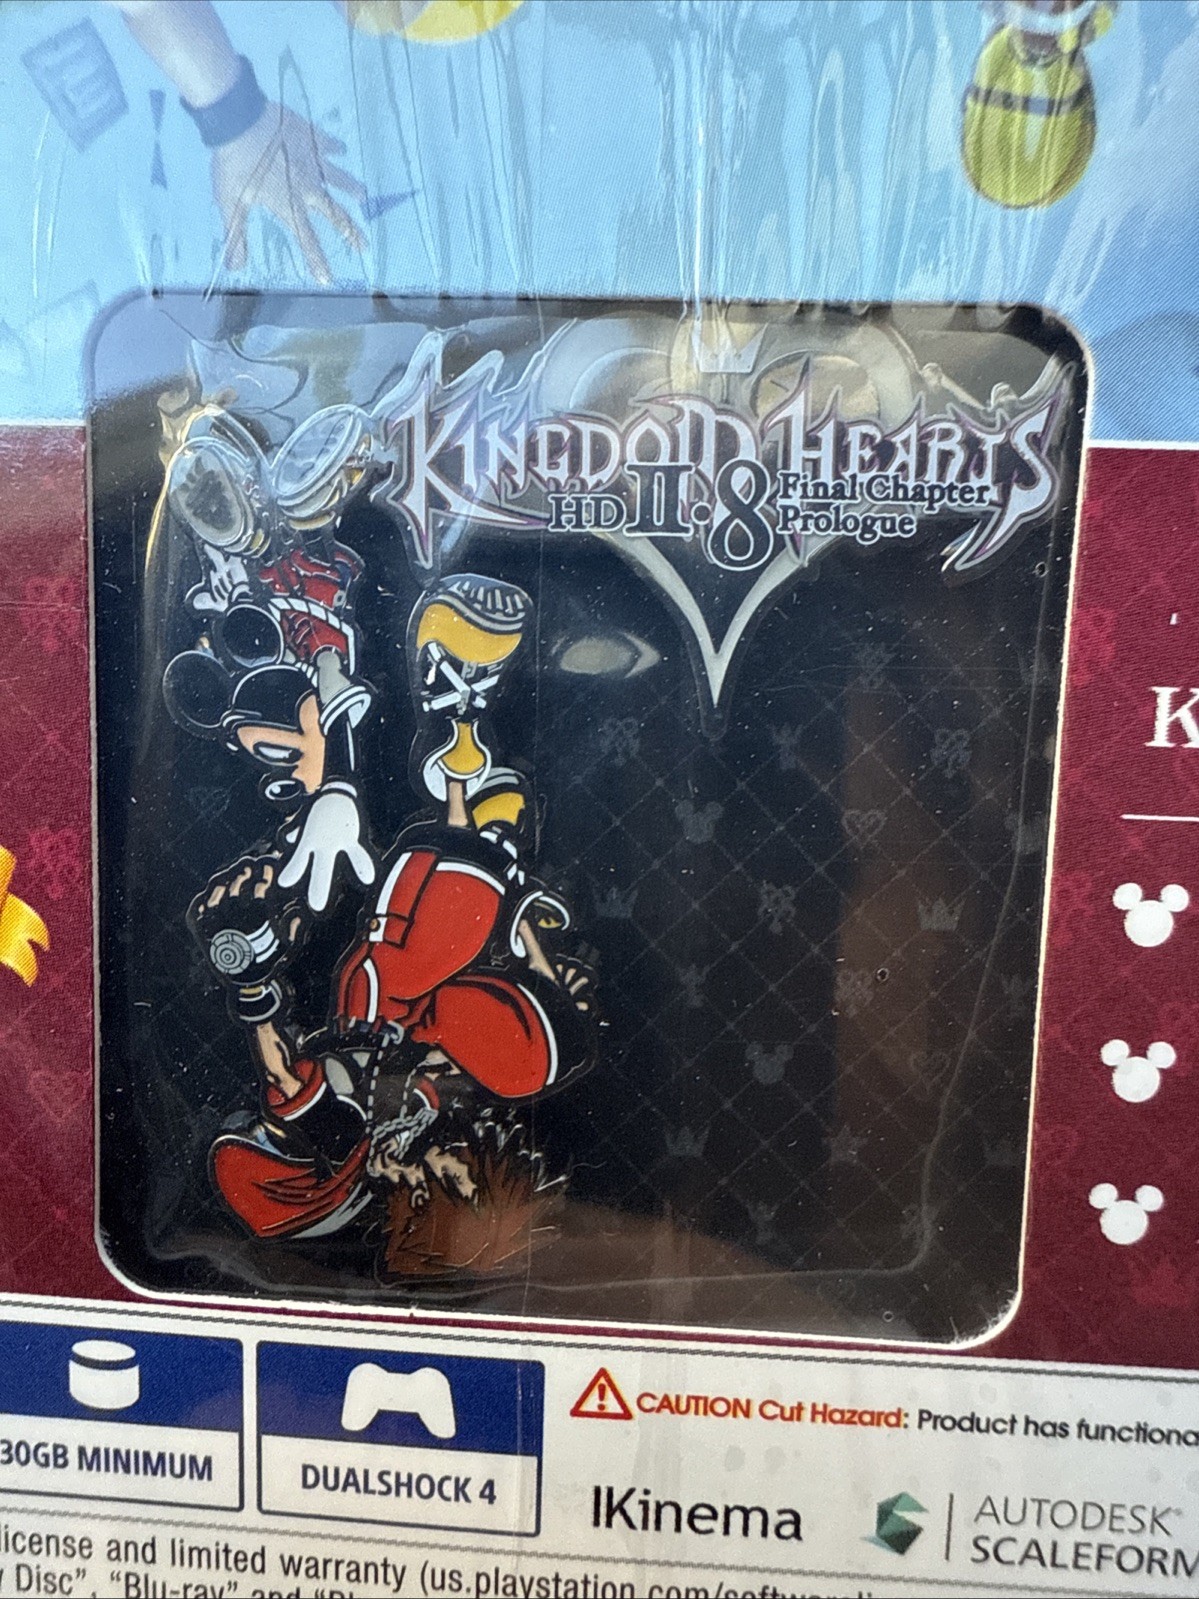 KINGDOM HEARTS
HD II.8 Final Chapter
Prologue
K
30GB MINIMUM
DUALSHOCK 4
CAUTION Cut Hazard: Product has functiona
IKinema
AUTODESK
SCALEFORM
license and limited warranty (us.playstation.com/softwareli
Disc”, “Blu-ray” and